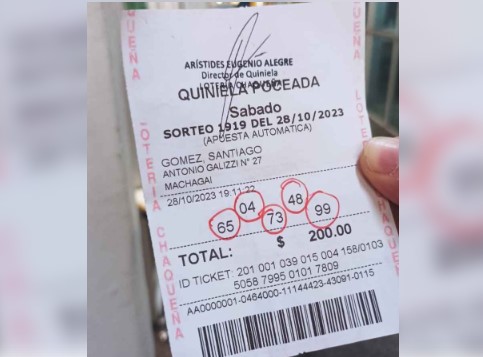 ARÍSTIDES EUGENIO ALEGRE
Director de Quiniela
LOTERIA CHAQUEÑA
QUINIELA POCEADA
Sabado
SORTEO 1919 DEL 28/10/2023
(APUESTA AUTOMATICA)
GOMEZ, SANTIAGO
ANTONIO GALIZZI N° 27
MACHAGAI
28/10/2023 19:11:22
04 48
65 73 99
TOTAL: $ 200.00
ID TICKET: 201 001 039 015 004 158/0103
5058 7995 0101 7809
AA0000001-0464000-11144423-43091-0115
LOTERIA CHAQUEÑA